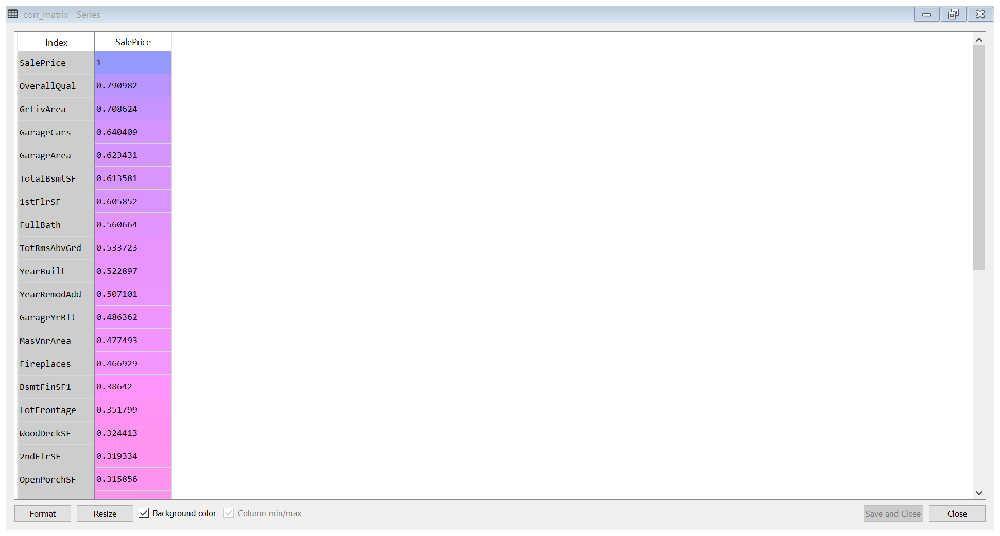 corr_matrix - Series
Index SalePrice
SalePrice 1
OverallQual 0.790982
GrLivArea 0.708624
GarageCars 0.640409
GarageArea 0.623431
TotalBsmtSF 0.613581
1stFlrSF 0.605852
FullBath 0.560664
TotRmsAbvGrd 0.533723
YearBuilt 0.522897
YearRemodAdd 0.507101
GarageYrBlt 0.486362
MasVnrArea 0.477493
Fireplaces 0.466929
BsmtFinSF1 0.38642
LotFrontage 0.351799
WoodDeckSF 0.324413
2ndFlrSF 0.319334
OpenPorchSF 0.315856
Format Resize Background color Column min/max Save and Close Close